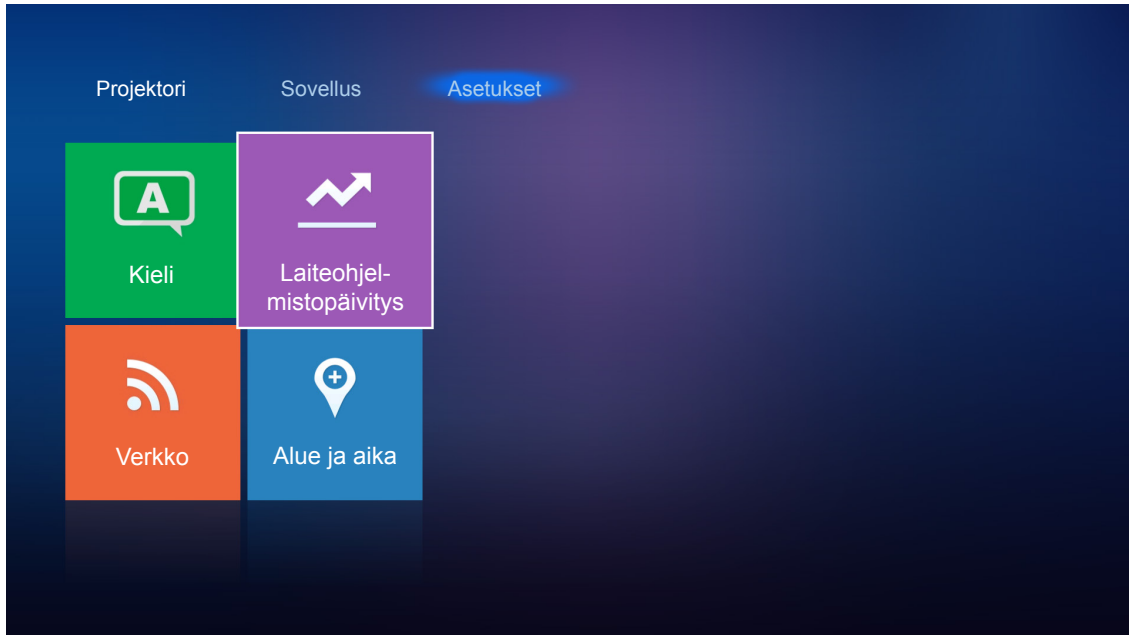 Projektori Sovellus Asetukset
A
Kieli
Laiteohjel-
mistopäivitys
Verkko
Alue ja aika